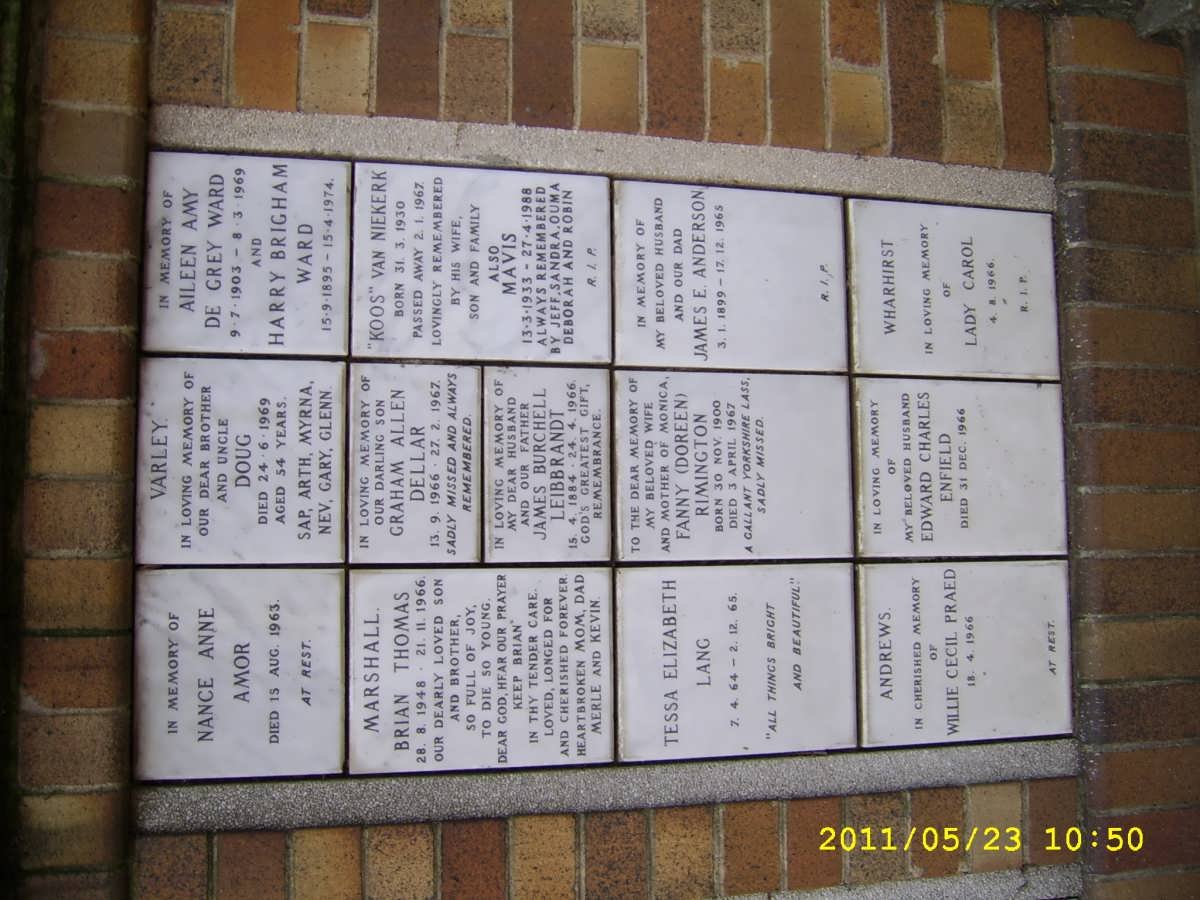 IN MEMORY OF
NANCE ANNE
AMOR
DIED 15 AUG. 1963.
AT REST.
VARLEY.
IN LOVING MEMORY OF
OUR DEAR BROTHER
AND UNCLE
DOUG
DIED 24·6·1969
AGED 54 YEARS.
SAP, ARTH, MYRNA,
NEV, GARY, GLENN.
IN MEMORY OF
AILEEN AMY
DE GREY WARD
9·7·1903 – 8·3·1969
AND
HARRY BRIGHAM
WARD
15·9·1895 – 15·4·1974.
MARSHALL.
BRIAN THOMAS
28. 8. 1948 · 21. 11. 1966.
OUR DEARLY LOVED SON
AND BROTHER,
SO FULL OF JOY,
TO DIE SO YOUNG.
DEAR GOD, HEAR OUR PRAYER
KEEP BRIAN
IN THY TENDER CARE.
LOVED, LONGED FOR
AND CHERISHED FOREVER.
HEARTBROKEN MOM, DAD
MERLE AND KEVIN.
IN LOVING MEMORY OF
OUR DARLING SON
GRAHAM ALLEN
DELLAR
13. 9. 1966 · 27. 2. 1967.
SADLY MISSED AND ALWAYS
REMEMBERED.
IN LOVING MEMORY OF
MY DEAR HUSBAND
AND OUR FATHER
JAMES BURCHELL
LEIBBRANDT
15. 4. 1884 · 24. 4. 1966.
GOD'S GREATEST GIFT,
REMEMBRANCE.
"KOOS" VAN NIEKERK
BORN 31. 3. 1930
PASSED AWAY 2. 1. 1967.
LOVINGLY REMEMBERED
BY HIS WIFE,
SON AND FAMILY
ALSO
MAVIS
13·3·1933 – 27·4·1988
ALWAYS REMEMBERED
BY JEFF, SANDRA, OUMA
DEBORAH AND ROBIN
R. I. P.
TESSA ELIZABETH
LANG
7. 4. 64 – 2. 12. 65.
"ALL THINGS BRIGHT
AND BEAUTIFUL"
TO THE DEAR MEMORY OF
MY BELOVED WIFE
AND MOTHER OF MONICA,
FANNY (DOREEN)
RIMINGTON
BORN 30 NOV. 1900
DIED 3 APRIL 1967
A GALLANT YORKSHIRE LASS,
SADLY MISSED.
IN MEMORY OF
MY BELOVED HUSBAND
AND OUR DAD
JAMES E. ANDERSON
3. 1. 1899 – 17. 12. 1965
R. I. P.
ANDREWS.
IN CHERISHED MEMORY
OF
WILLIE CECIL PRAED
18· 4. 1966
AT REST.
IN LOVING MEMORY
OF
MY BELOVED HUSBAND
EDWARD CHARLES
ENFIELD
DIED 31 DEC. 1966
WHARHIRST
IN LOVING MEMORY
OF
LADY CAROL
4. 8. 1966.
R. I. P.
2011/05/23 10:50